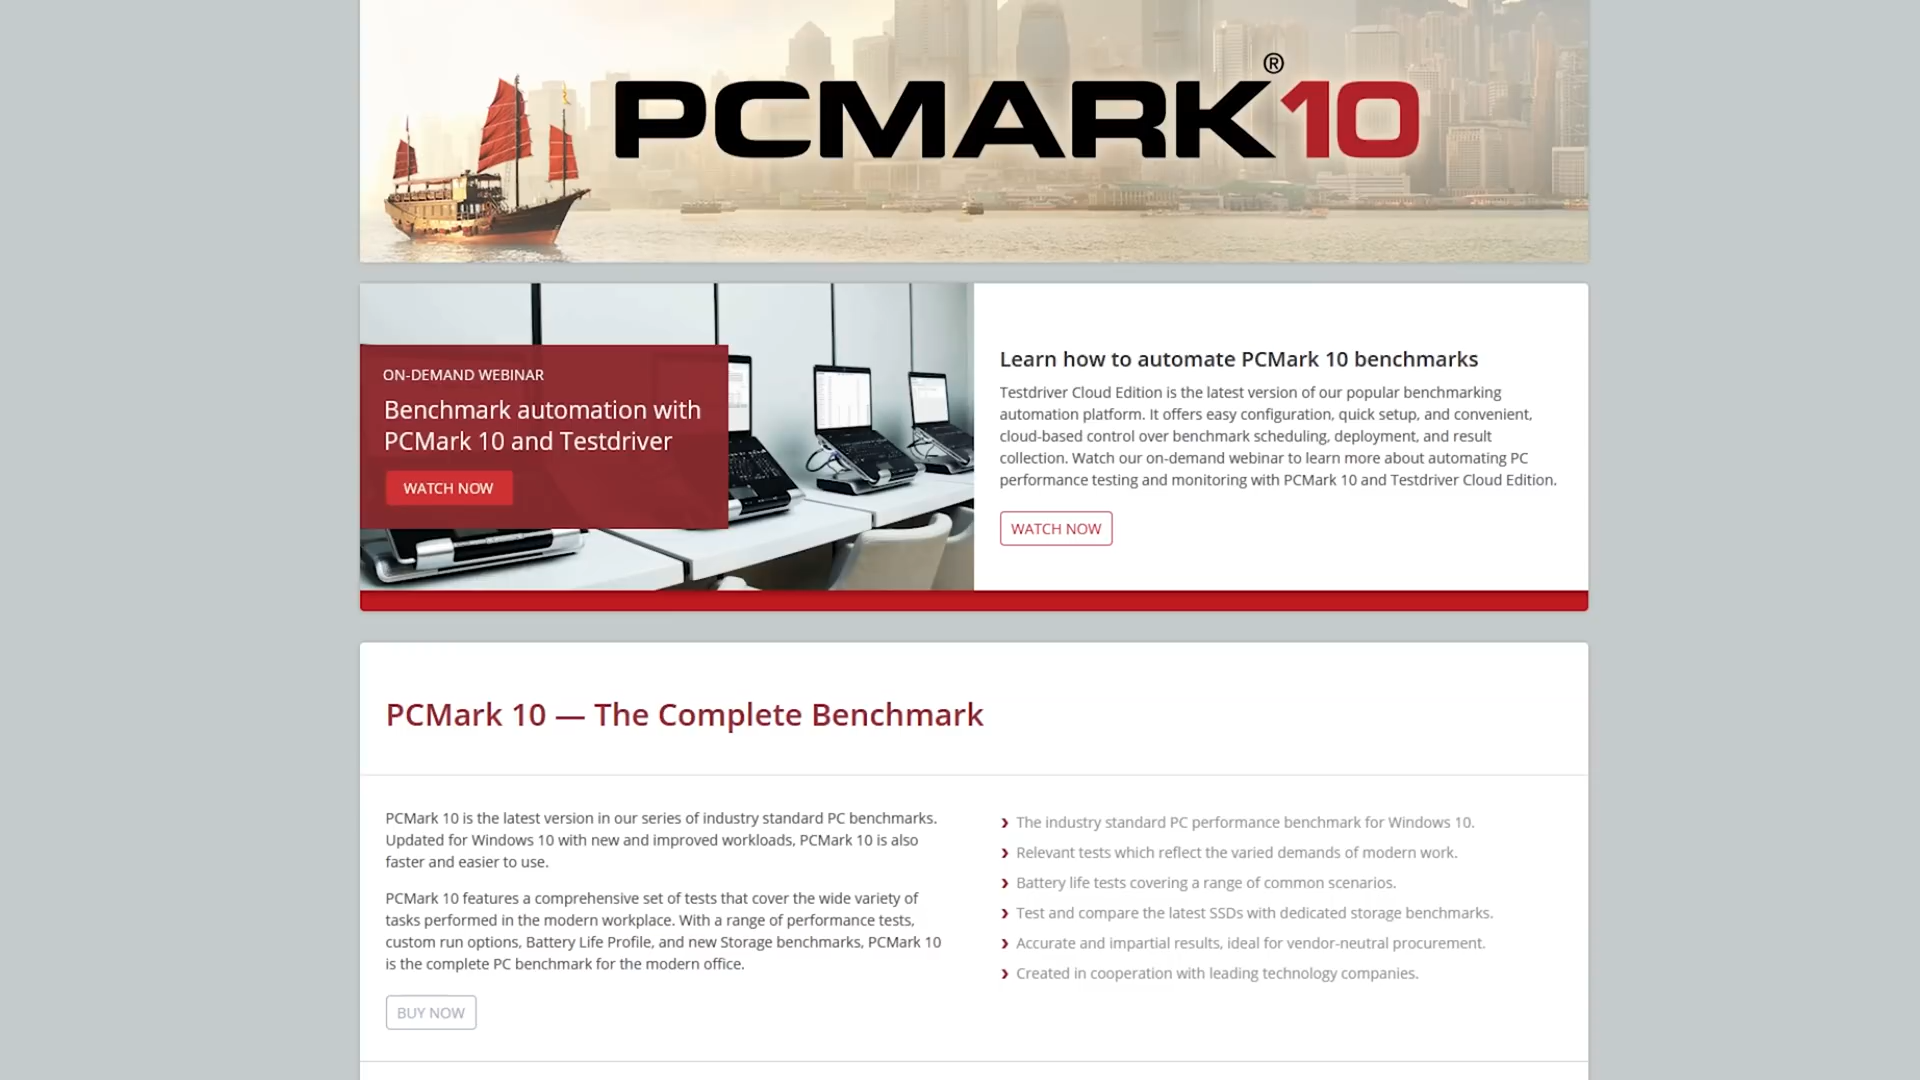 PCMARK®10
ON-DEMAND WEBINAR
Benchmark automation with
PCMark 10 and Testdriver
WATCH NOW
Learn how to automate PCMark 10 benchmarks
Testdriver Cloud Edition is the latest version of our popular benchmarking
automation platform. It offers easy configuration, quick setup, and convenient,
cloud-based control over benchmark scheduling, deployment, and result
collection. Watch our on-demand webinar to learn more about automating PC
performance testing and monitoring with PCMark 10 and Testdriver Cloud Edition.
WATCH NOW
PCMark 10 — The Complete Benchmark
PCMark 10 is the latest version in our series of industry standard PC benchmarks.
Updated for Windows 10 with new and improved workloads, PCMark 10 is also
faster and easier to use.
PCMark 10 features a comprehensive set of tests that cover the wide variety of
tasks performed in the modern workplace. With a range of performance tests,
custom run options, Battery Life Profile, and new Storage benchmarks, PCMark 10
is the complete PC benchmark for the modern office.
BUY NOW
› The industry standard PC performance benchmark for Windows 10.
› Relevant tests which reflect the varied demands of modern work.
› Battery life tests covering a range of common scenarios.
› Test and compare the latest SSDs with dedicated storage benchmarks.
› Accurate and impartial results, ideal for vendor-neutral procurement.
› Created in cooperation with leading technology companies.